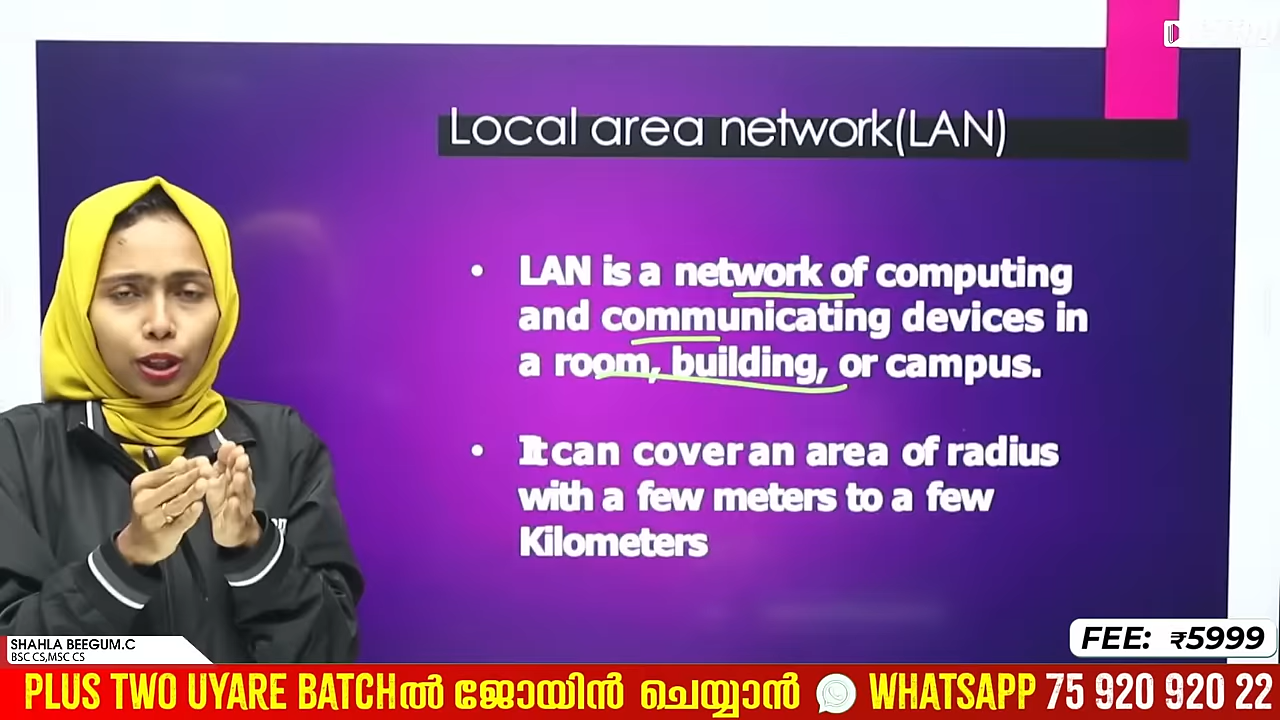 Local area network(LAN)
• LAN is a network of computing
and communicating devices in
a room, building, or campus.
• It can cover an area of radius
with a few meters to a few
Kilometers
SHAHLA BEEGUM.C
BSC CS,MSC CS
FEE: ₹5999
PLUS TWO UYARE BATCHൽ ജോയിൻ ചെയ്യാൻ WHATSAPP 75 920 920 22